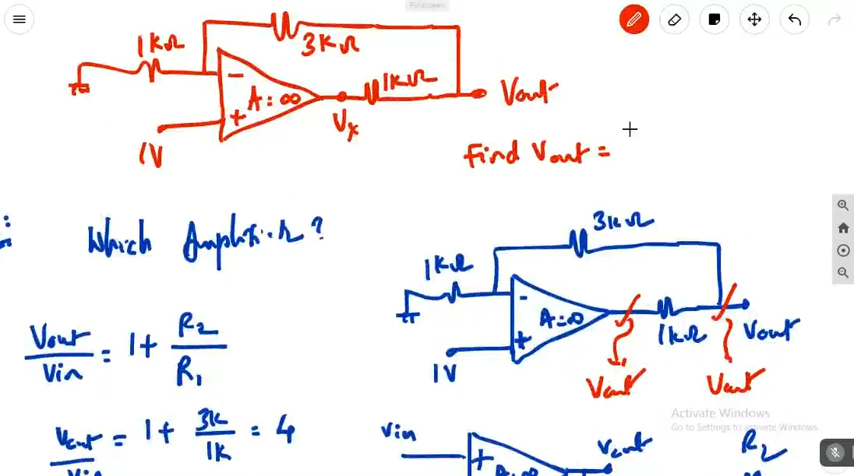 Fullscreen
1kΩ
3kΩ
A=∞
-
+
1kΩ
Vx
Vout
1V
Find Vout =
Which Amplifier?
Vout/Vin = 1 + R2/R1
Vout/Vin = 1 + 3K/1K = 4
3kΩ
1kΩ
-
A=∞
+
1kΩ
Vout
1V
Vout
Vout
Vin
+
Vout
R2
Activate Windows
Go to Settings to activate Windows.